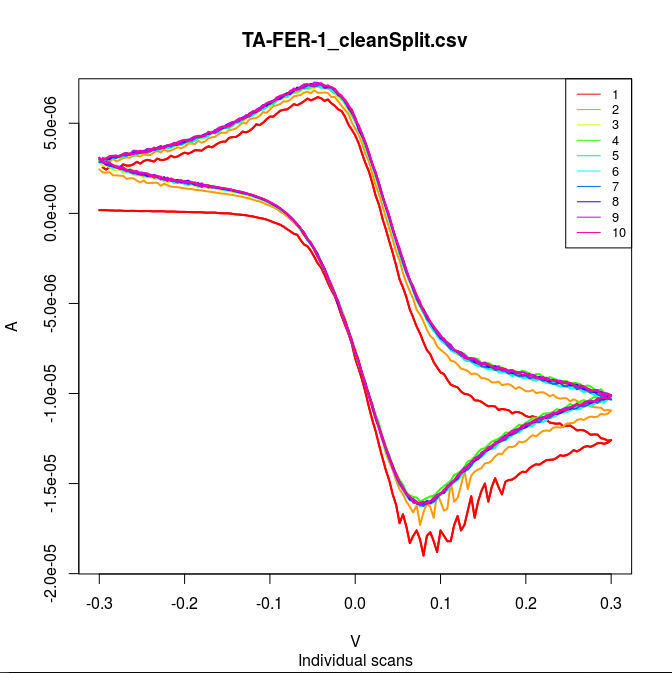 TA-FER-1_cleanSplit.csv
1
2
3
4
5
6
7
8
9
10
5.0e-06
0.0e+00
-5.0e-06
-1.0e-05
-1.5e-05
-2.0e-05
A
-0.3 -0.2 -0.1 0.0 0.1 0.2 0.3
V
Individual scans